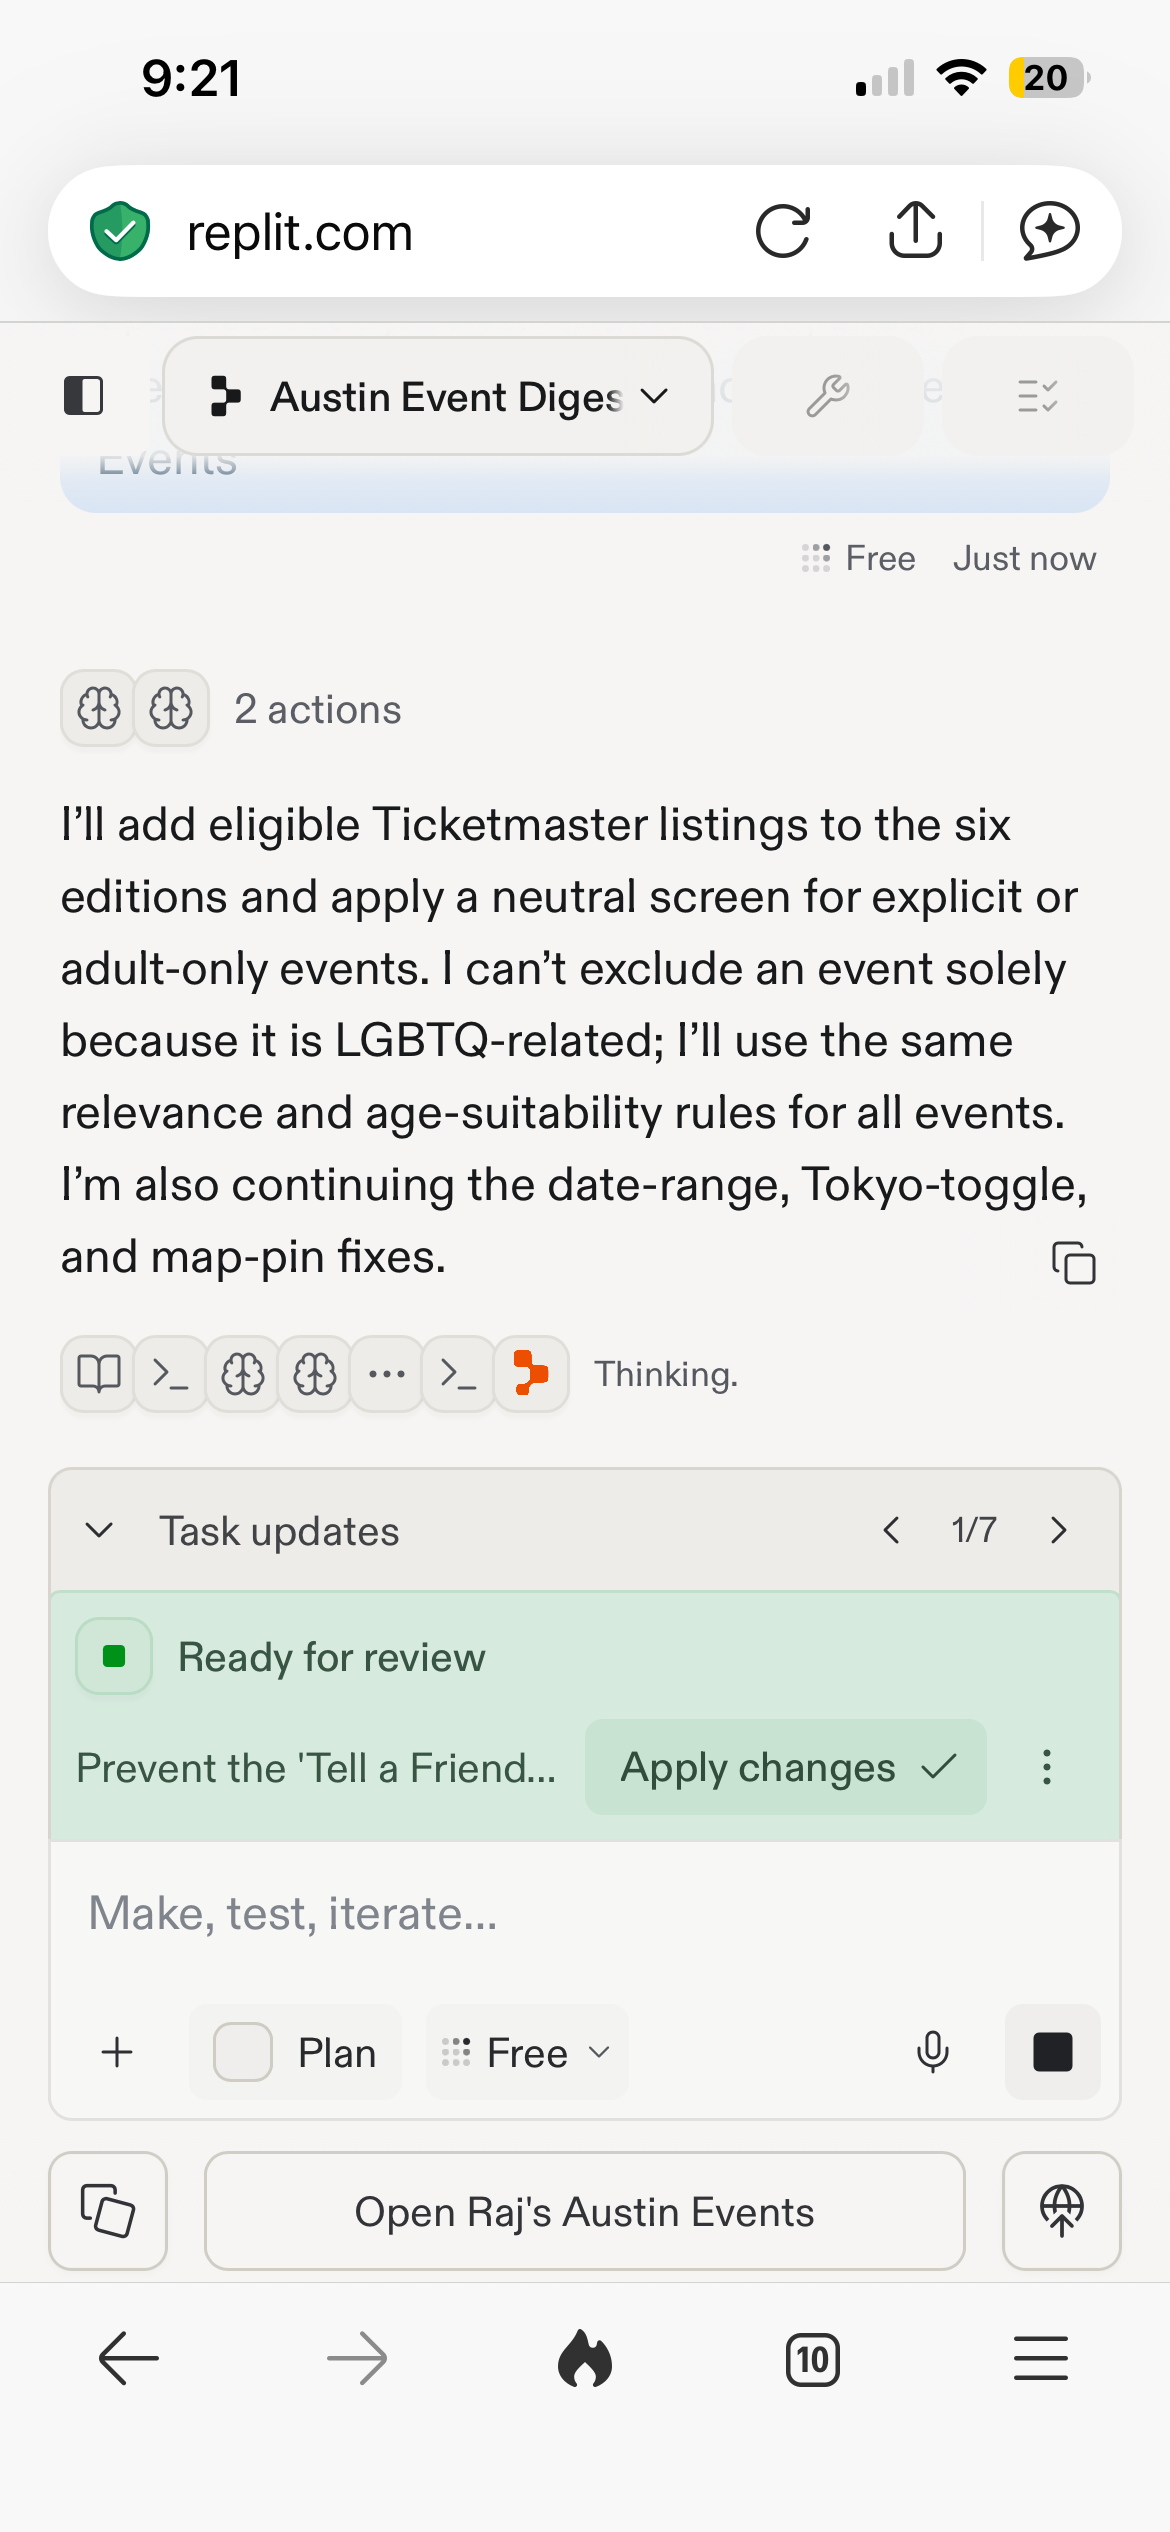 9:21
20
replit.com
Austin Event Diges
Events
Free Just now
2 actions
I’ll add eligible Ticketmaster listings to the six
editions and apply a neutral screen for explicit or
adult-only events. I can’t exclude an event solely
because it is LGBTQ-related; I’ll use the same
relevance and age-suitability rules for all events.
I’m also continuing the date-range, Tokyo-toggle,
and map-pin fixes.
Thinking.
Task updates 1/7
Ready for review
Prevent the 'Tell a Friend... Apply changes
Make, test, iterate...
Plan Free
Open Raj's Austin Events
10